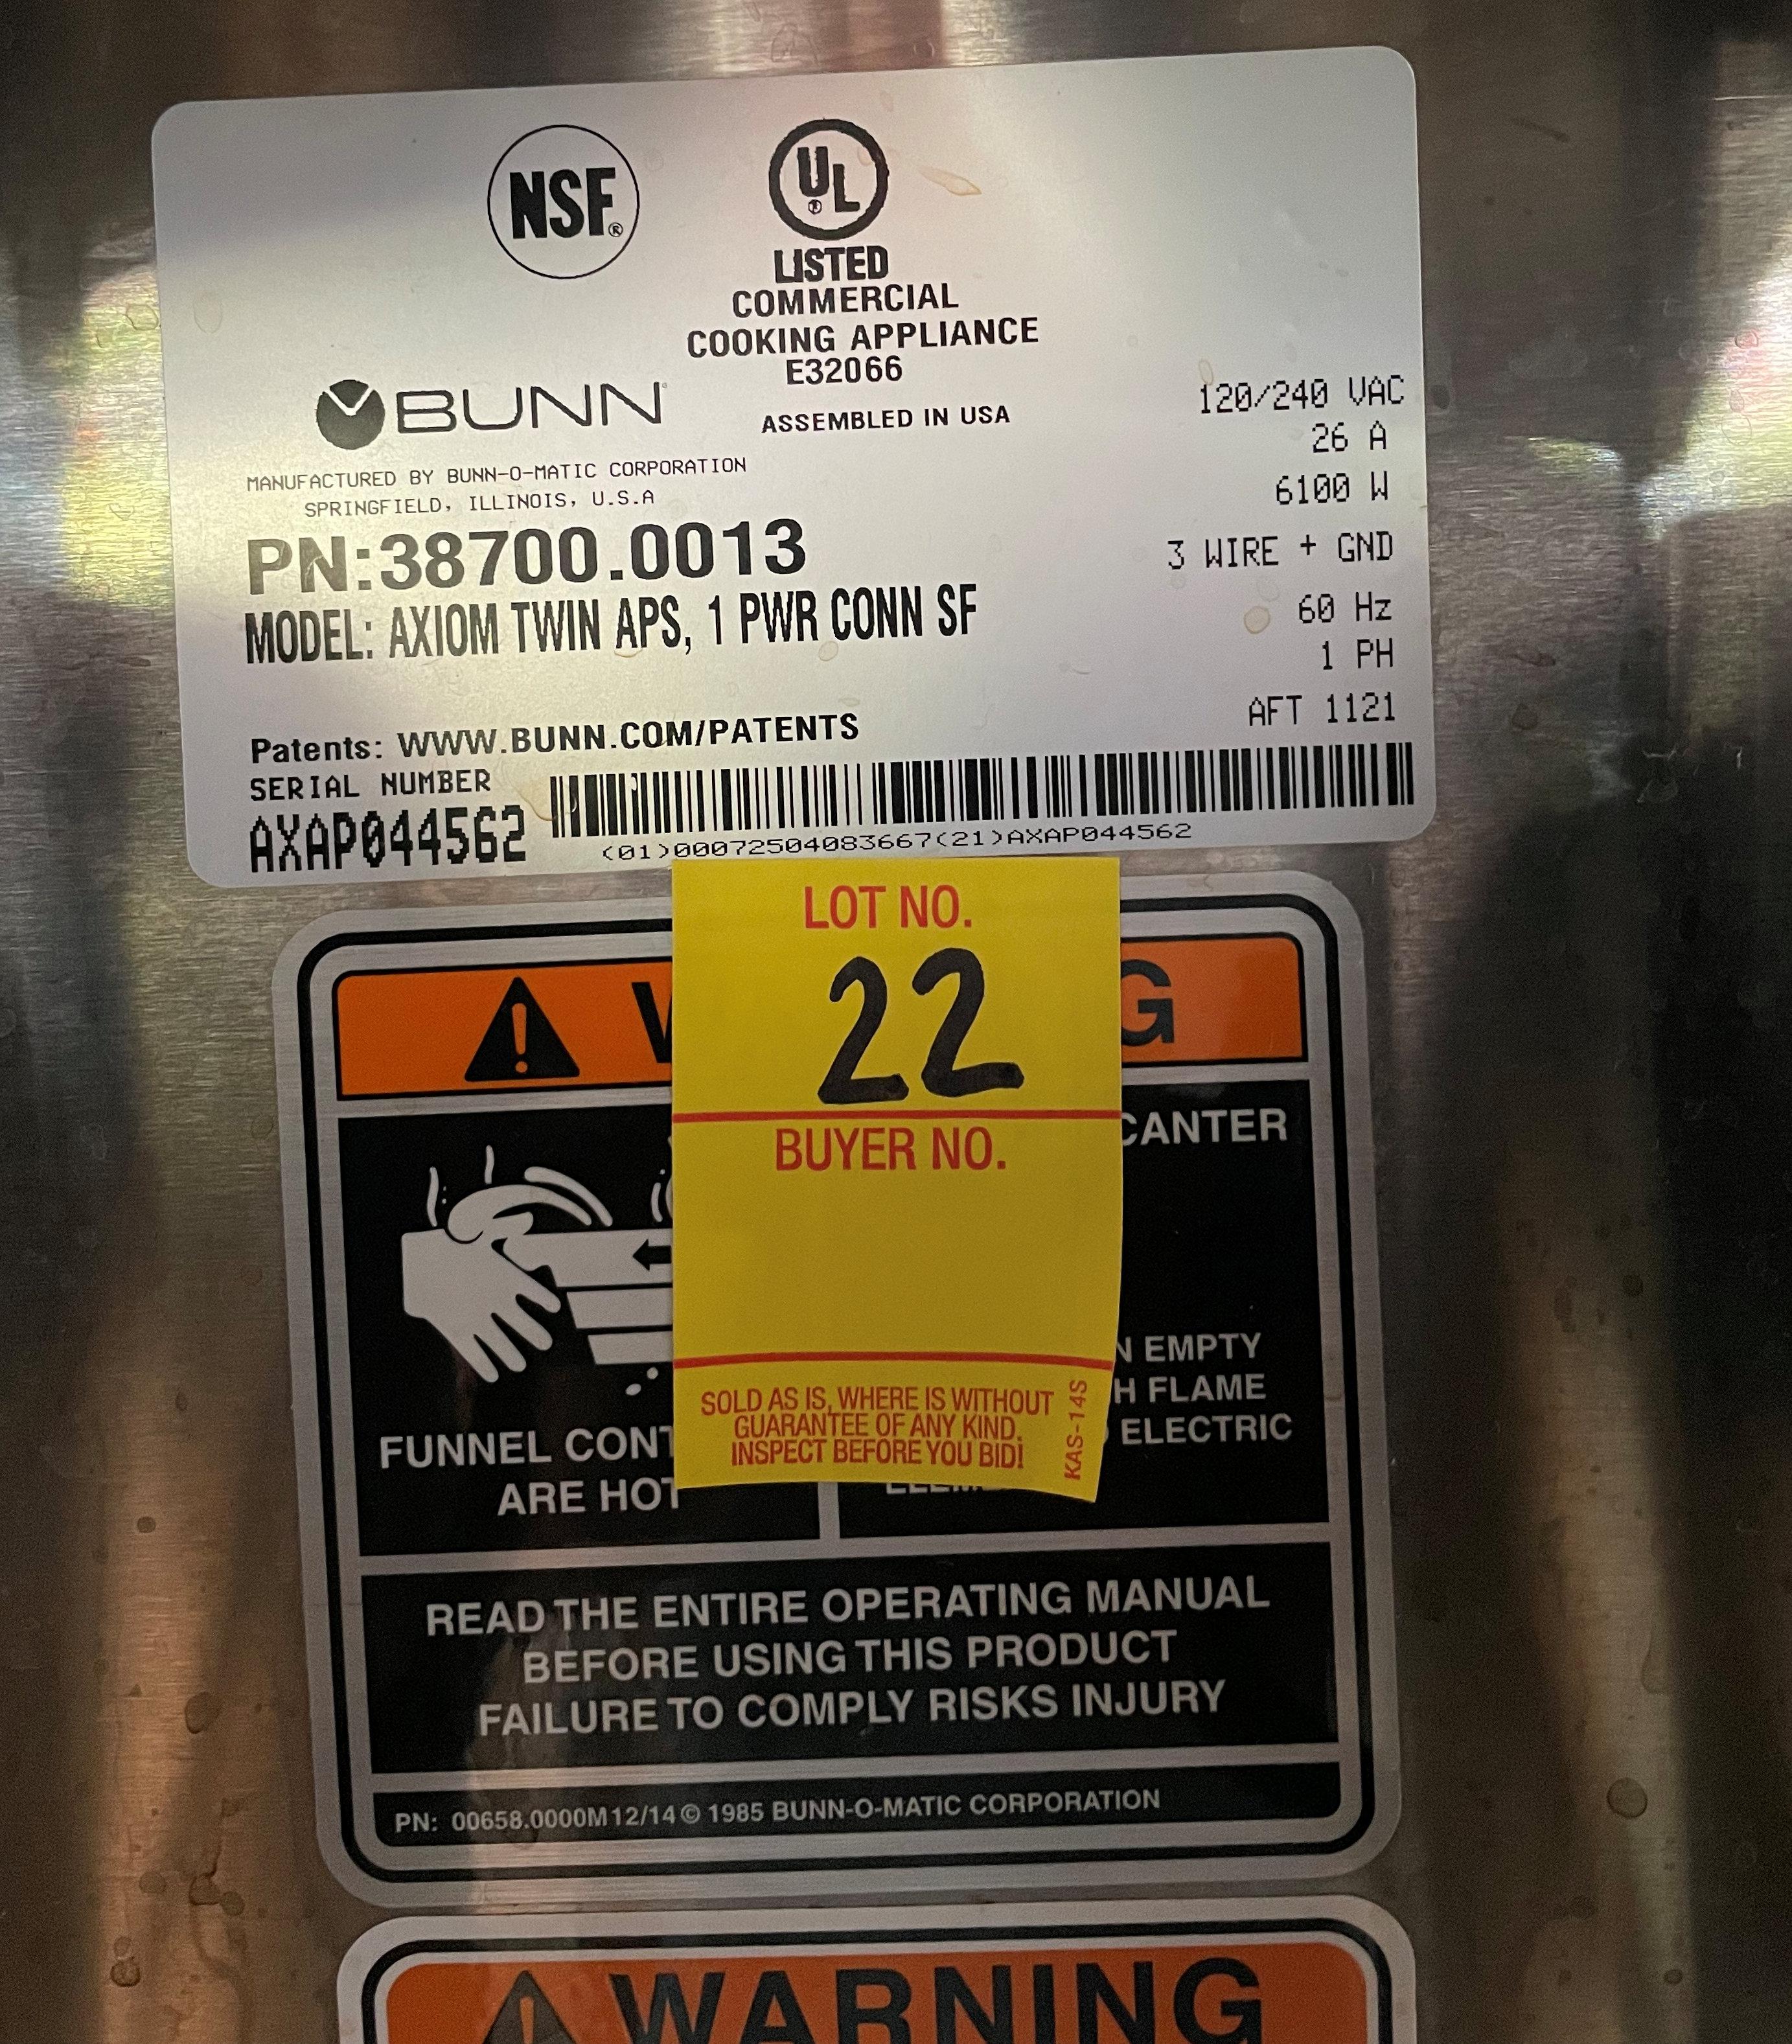 NSF®
UL®
LISTED
COMMERCIAL
COOKING APPLIANCE
E32066
BUNN®
ASSEMBLED IN USA
MANUFACTURED BY BUNN-O-MATIC CORPORATION
SPRINGFIELD, ILLINOIS, U.S.A
PN:38700.0013
MODEL: AXIOM TWIN APS, 1 PWR CONN SF
120/240 VAC
26 A
6100 W
3 WIRE + GND
60 Hz
1 PH
AFT 1121
Patents: WWW.BUNN.COM/PATENTS
SERIAL NUMBER
AXAP044562
(01)00072504083667(21)AXAP044562
LOT NO.
22
BUYER NO.
SOLD AS IS, WHERE IS WITHOUT
GUARANTEE OF ANY KIND.
INSPECT BEFORE YOU BID!
KAS-14S
FUNNEL
ARE HOT
EMPTY
FLAME
ELECTRIC
READ THE ENTIRE OPERATING MANUAL
BEFORE USING THIS PRODUCT
FAILURE TO COMPLY RISKS INJURY
PN: 00658.0000M 12/14 © 1985 BUNN-O-MATIC CORPORATION
WARNING